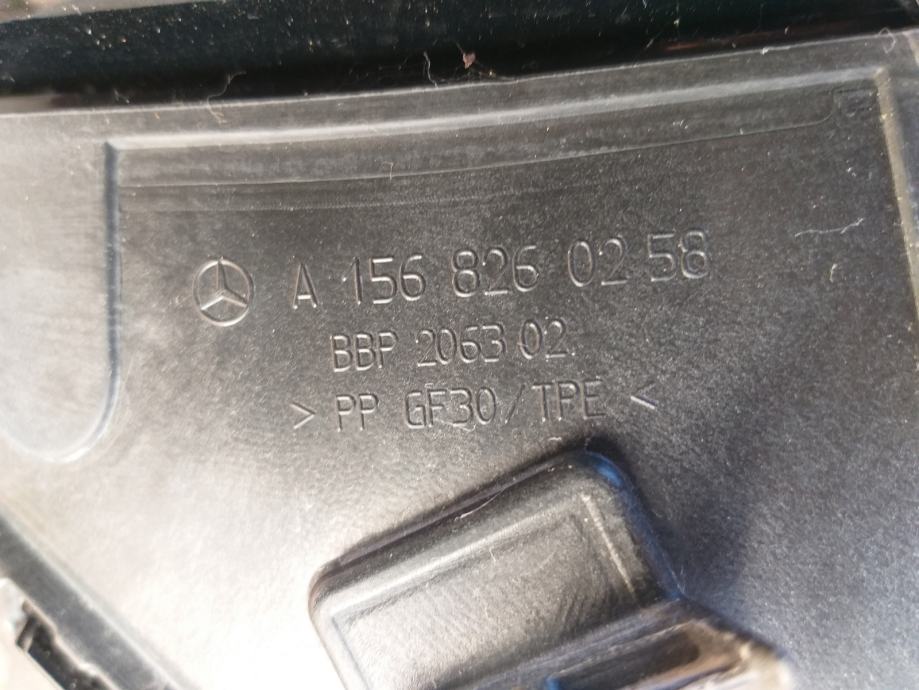 A 156 826 02 58
BBP 2063 02
> PP GF30/TPE <